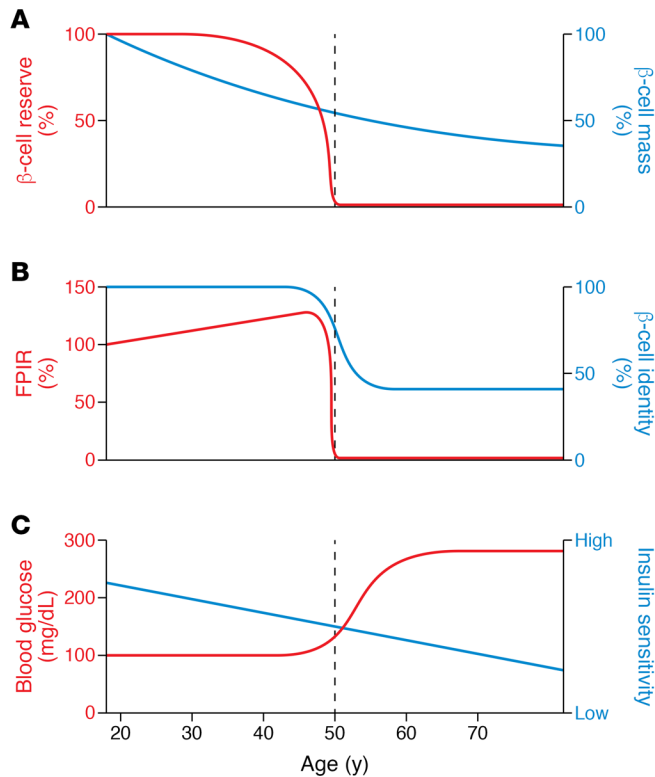 A
100
50
0
β-cell reserve
(%)
100
50
0
β-cell mass
(%)
B
150
100
50
0
FPIR
(%)
100
50
0
β-cell identity
(%)
C
300
200
100
0
Blood glucose
(mg/dL)
High
Low
Insulin sensitivity
20 30 40 50 60 70
Age (y)